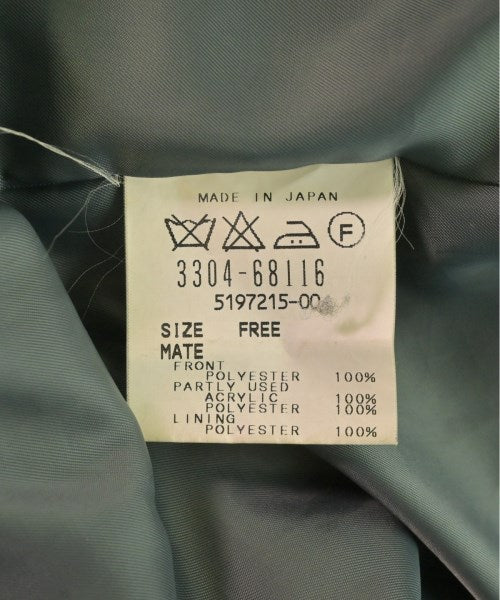 MADE IN JAPAN
F
3304-68116
5197215-00
SIZE FREE
MATE
FRONT
POLYESTER 100%
PARTLY USED
ACRYLIC 100%
POLYESTER 100%
LINING
POLYESTER 100%